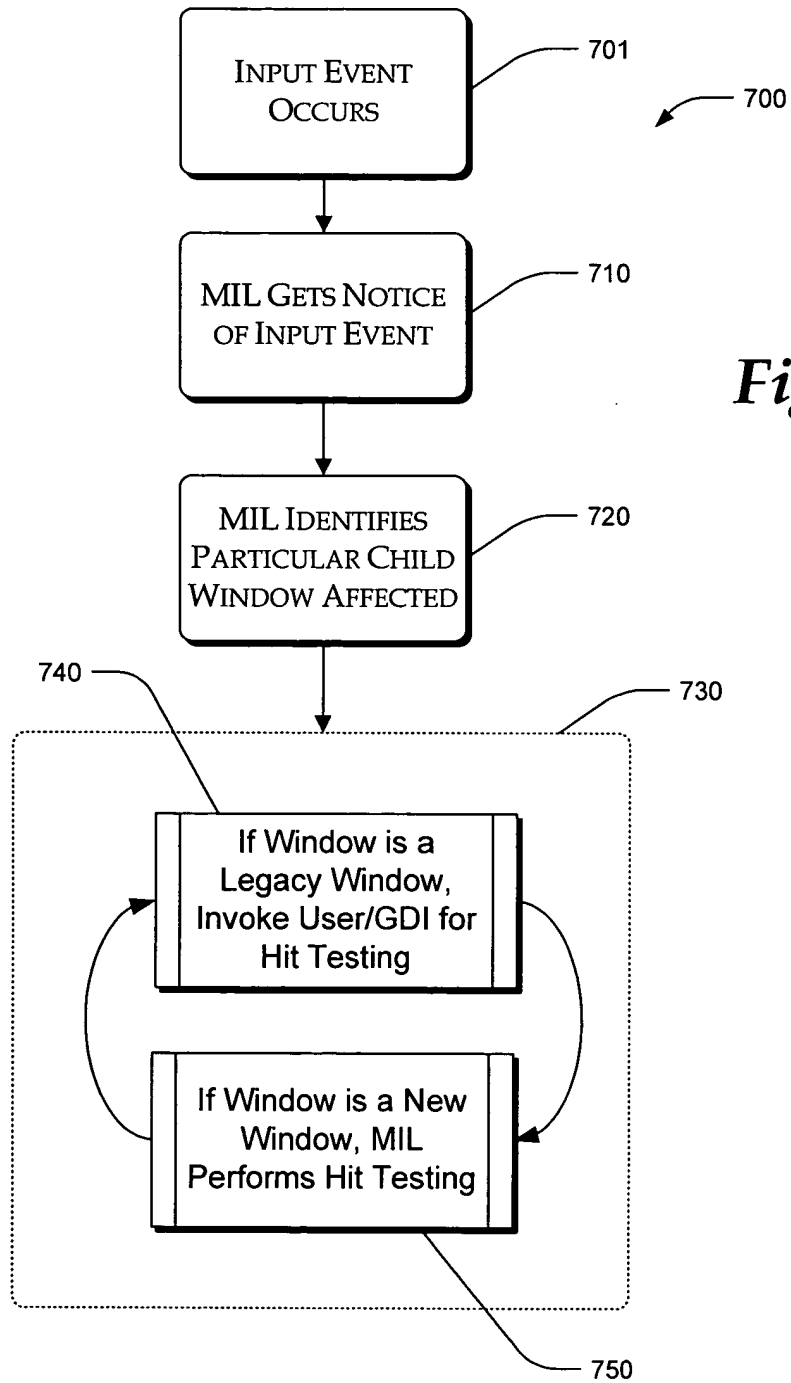 INPUT EVENT
OCCURS
701
700
MIL GETS NOTICE
OF INPUT EVENT
710
MIL IDENTIFIES
PARTICULAR CHILD
WINDOW AFFECTED
720
740
730
If Window is a
Legacy Window,
Invoke User/GDI for
Hit Testing
If Window is a New
Window, MIL
Performs Hit Testing
750